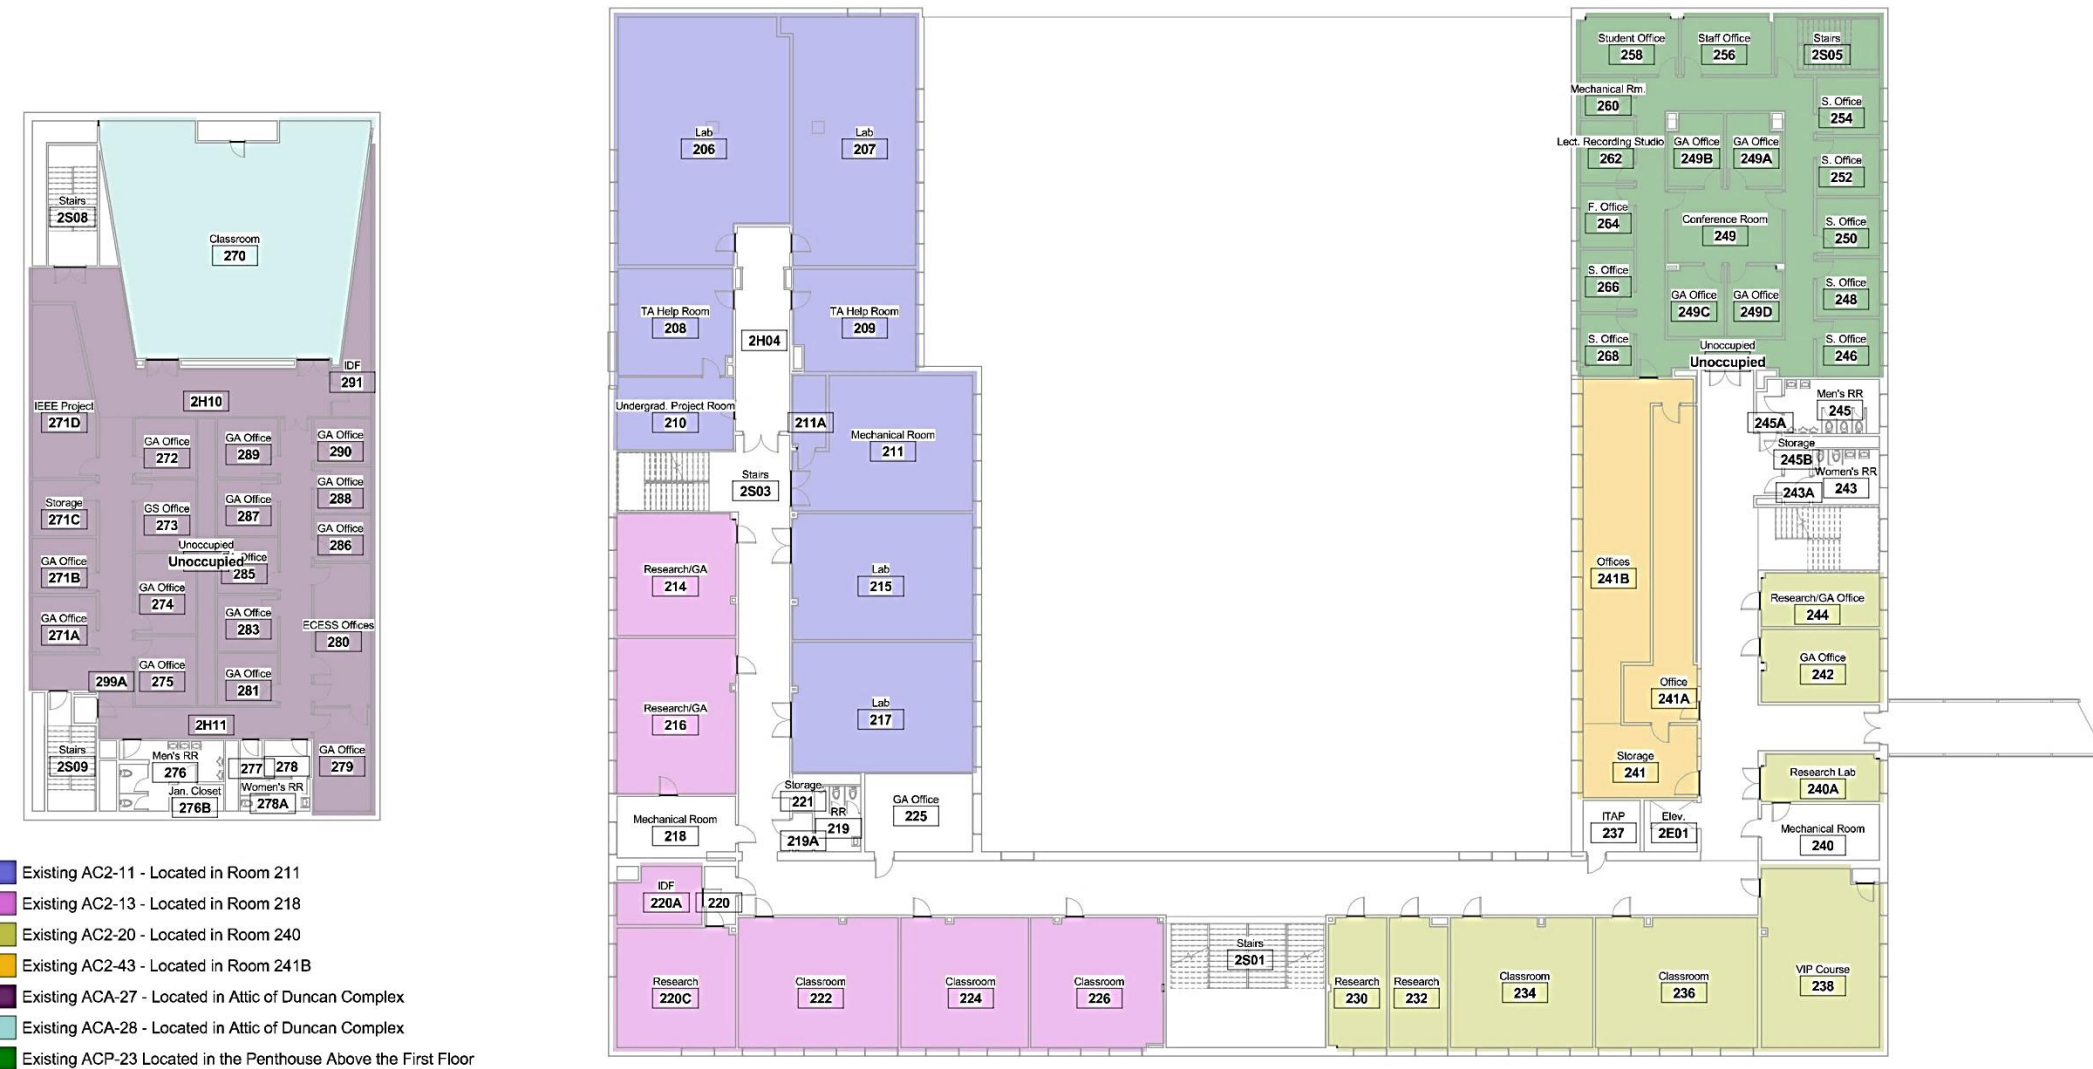 Stairs
2S08
Classroom
270
IDF
291
2H10
IEEE Project
271D
GA Office
272
GA Office
289
GA Office
290
Storage
271C
GS Office
273
GA Office
287
GA Office
288
GA Office
286
Unoccupied
Unoccupied
Office
285
GA Office
271B
GA Office
274
GA Office
283
ECESS Offices
280
GA Office
271A
299A
GA Office
275
GA Office
281
2H11
Stairs
2S09
Men's RR
276
Jan. Closet
276B
277
278
Women's RR
278A
GA Office
279
Lab
206
Lab
207
TA Help Room
208
TA Help Room
209
2H04
Undergrad. Project Room
210
211A
Mechanical Room
211
Stairs
2S03
Research/GA
214
Lab
215
Research/GA
216
Lab
217
Mechanical Room
218
Storage
221
RR
219
219A
GA Office
225
IDF
220A
220
Research
220C
Classroom
222
Classroom
224
Classroom
226
Stairs
2S01
Research
230
Research
232
Classroom
234
Classroom
236
VIP Course
238
Student Office
258
Staff Office
256
Stairs
2S05
Mechanical Rm.
260
S. Office
254
Lect. Recording Studio
262
GA Office
249B
GA Office
249A
S. Office
252
F. Office
264
Conference Room
249
S. Office
250
S. Office
266
GA Office
249C
GA Office
249D
S. Office
248
S. Office
268
Unoccupied
Unoccupied
S. Office
246
Men's RR
245
245A
Storage
245B
Women's RR
243
243A
Offices
241B
Research/GA Office
244
GA Office
242
Office
241A
Storage
241
Research Lab
240A
ITAP
237
Elev.
2E01
Mechanical Room
240
Existing AC2-11 - Located in Room 211
Existing AC2-13 - Located in Room 218
Existing AC2-20 - Located in Room 240
Existing AC2-43 - Located in Room 241B
Existing ACA-27 - Located in Attic of Duncan Complex
Existing ACA-28 - Located in Attic of Duncan Complex
Existing ACP-23 Located in the Penthouse Above the First Floor